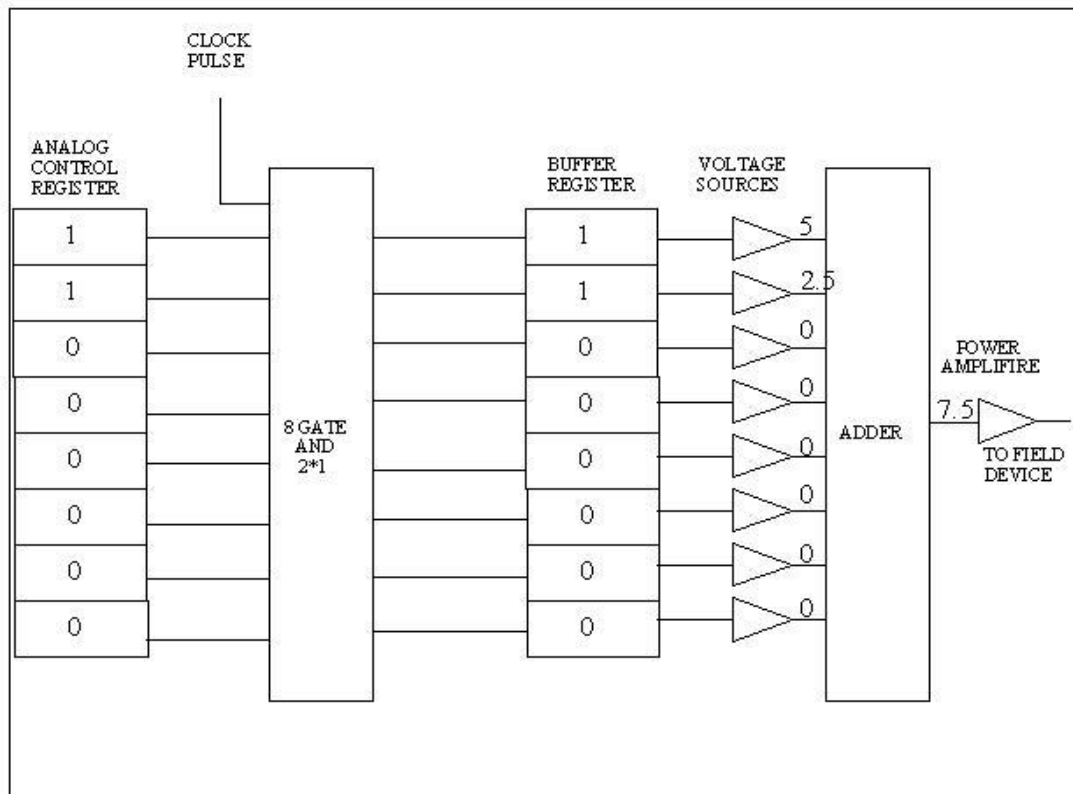 CLOCK
PULSE
ANALOG
CONTROL
REGISTER
BUFFER
REGISTER
VOLTAGE
SOURCES
1
1
0
0
0
0
0
0
8 GATE
AND
2*1
1
1
0
0
0
0
0
0
5
2.5
0
0
0
0
0
0
ADDER
POWER
AMPLIFIRE
7.5
TO FIELD
DEVICE